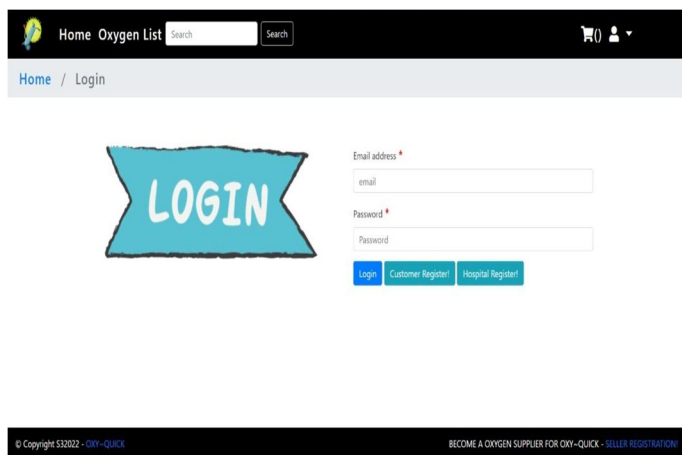 Home Oxygen List Search Search ()
Home / Login
LOGIN
Email address *
email
Password *
Password
Login Customer Register! Hospital Register!
© Copyright S32022 - OXY~QUICK BECOME A OXYGEN SUPPLIER FOR OXY~QUICK - SELLER REGISTRATION!